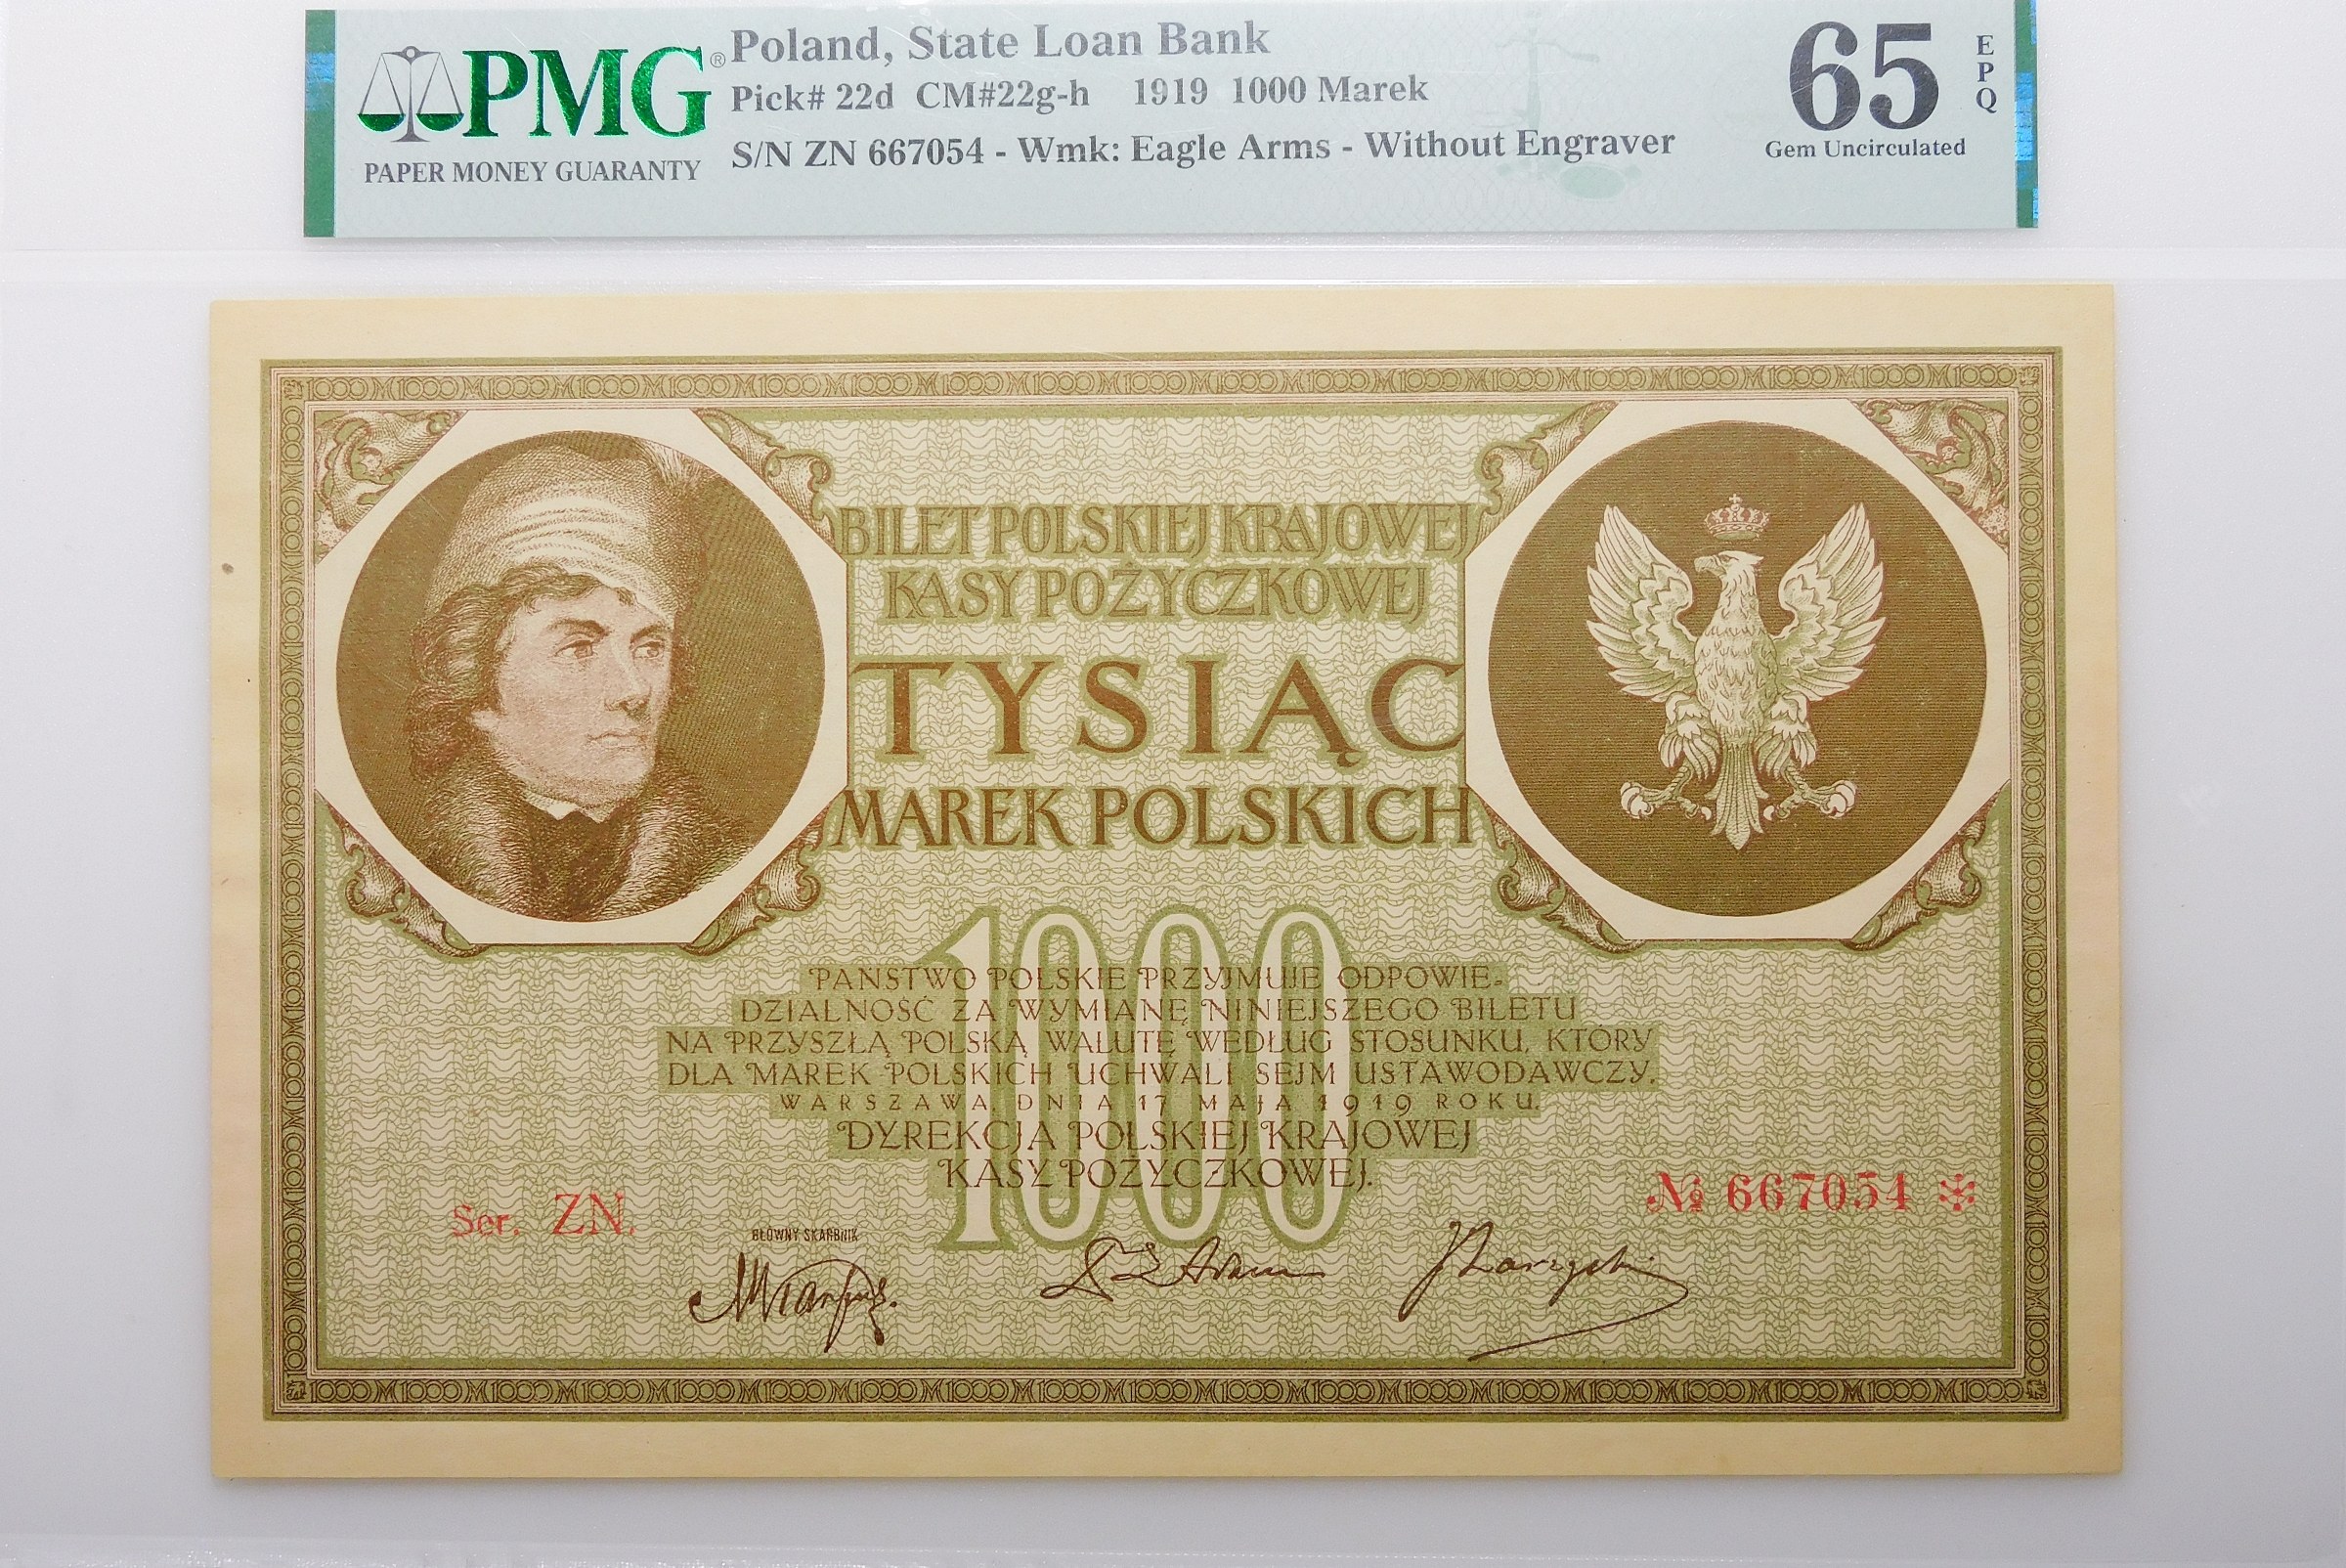 PMG®
PAPER MONEY GUARANTY
Poland, State Loan Bank
Pick# 22d CM#22g-h 1919 1000 Marek
S/N ZN 667054 - Wmk: Eagle Arms - Without Engraver
65
EPQ
Gem Uncirculated
BILET POLSKIEJ KRAJOWEJ
KASY POŻYCZKOWEJ
TYSIĄC
MAREK POLSKICH
1000
PAŃSTWO POLSKIE PRZYJMUJE ODPOWIE-
DZIALNOŚĆ ZA WYMIANĘ NINIEJSZEGO BILETU
NA PRZYSZŁĄ POLSKĄ WALUTĘ WEDŁUG STOSUNKU, KTÓRY
DLA MAREK POLSKICH UCHWALI SEJM USTAWODAWCZY.
WARSZAWA, DNIA 17 MAJA 1919 ROKU.
DYREKCJA POLSKIEJ KRAJOWEJ
KASY POŻYCZKOWEJ.
Ser. ZN.
№ 667054 *
GŁÓWNY SKARBNIK